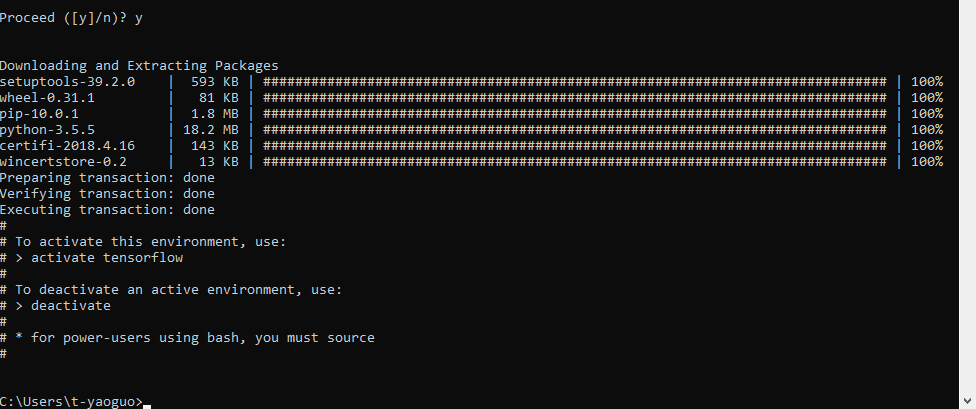 Proceed ([y]/n)? y
Downloading and Extracting Packages
setuptools-39.2.0    |  593 KB | ############################################################################## | 100%
wheel-0.31.1         |   81 KB | ############################################################################## | 100%
pip-10.0.1           |  1.8 MB | ############################################################################## | 100%
python-3.5.5         | 18.2 MB | ############################################################################## | 100%
certifi-2018.4.16    |  143 KB | ############################################################################## | 100%
wincertstore-0.2     |   13 KB | ############################################################################## | 100%
Preparing transaction: done
Verifying transaction: done
Executing transaction: done
#
# To activate this environment, use:
# > activate tensorflow
#
# To deactivate an active environment, use:
# > deactivate
#
# * for power-users using bash, you must source
#
C:\Users\t-yaoguo>